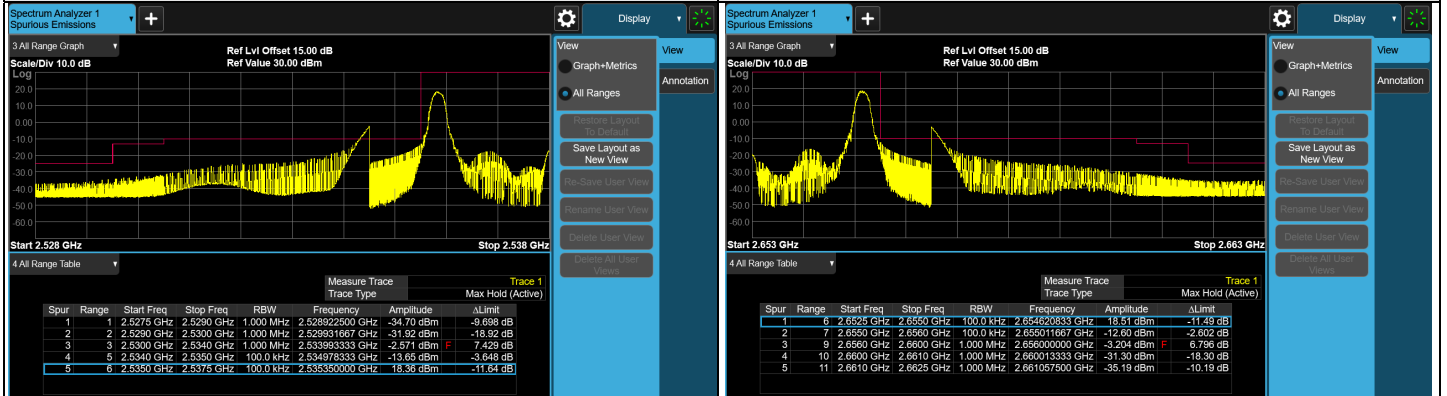 Spectrum Analyzer 1
Spurious Emissions
+
Display
3 All Range Graph
Scale/Div 10.0 dB
Ref Lvl Offset 15.00 dB
Ref Value 30.00 dBm
Log
20.0
10.0
0.00
-10.0
-20.0
-30.0
-40.0
-50.0
-60.0
Start 2.528 GHz
Stop 2.538 GHz
View
Graph+Metrics
All Ranges
Restore Layout
To Default
Save Layout as
New View
Re-Save User View
Rename User View
Delete User View
Delete All User
Views
View
Annotation
4 All Range Table
Measure Trace Trace 1
Trace Type Max Hold (Active)
Spur Range Start Freq Stop Freq RBW Frequency Amplitude ΔLimit
1 1 2.5275 GHz 2.5290 GHz 1.000 MHz 2.528922500 GHz -34.70 dBm -9.698 dB
2 2 2.5290 GHz 2.5300 GHz 1.000 MHz 2.529931667 GHz -31.92 dBm -18.92 dB
3 3 2.5300 GHz 2.5340 GHz 1.000 MHz 2.533993333 GHz -2.571 dBm F 7.429 dB
4 5 2.5340 GHz 2.5350 GHz 100.0 kHz 2.534978333 GHz -13.65 dBm -3.648 dB
5 6 2.5350 GHz 2.5375 GHz 100.0 kHz 2.535350000 GHz 18.36 dBm -11.64 dB
Spectrum Analyzer 1
Spurious Emissions
+
Display
3 All Range Graph
Scale/Div 10.0 dB
Ref Lvl Offset 15.00 dB
Ref Value 30.00 dBm
Log
20.0
10.0
0.00
-10.0
-20.0
-30.0
-40.0
-50.0
-60.0
Start 2.653 GHz
Stop 2.663 GHz
View
Graph+Metrics
All Ranges
Restore Layout
To Default
Save Layout as
New View
Re-Save User View
Rename User View
Delete User View
Delete All User
Views
View
Annotation
4 All Range Table
Measure Trace Trace 1
Trace Type Max Hold (Active)
Spur Range Start Freq Stop Freq RBW Frequency Amplitude ΔLimit
1 6 2.6525 GHz 2.6550 GHz 100.0 kHz 2.654620833 GHz 18.51 dBm -11.49 dB
2 7 2.6550 GHz 2.6560 GHz 100.0 kHz 2.655011667 GHz -12.60 dBm -2.602 dB
3 9 2.6560 GHz 2.6600 GHz 1.000 MHz 2.656000000 GHz -3.204 dBm F 6.796 dB
4 10 2.6600 GHz 2.6610 GHz 1.000 MHz 2.660013333 GHz -31.30 dBm -18.30 dB
5 11 2.6610 GHz 2.6625 GHz 1.000 MHz 2.661057500 GHz -35.19 dBm -10.19 dB